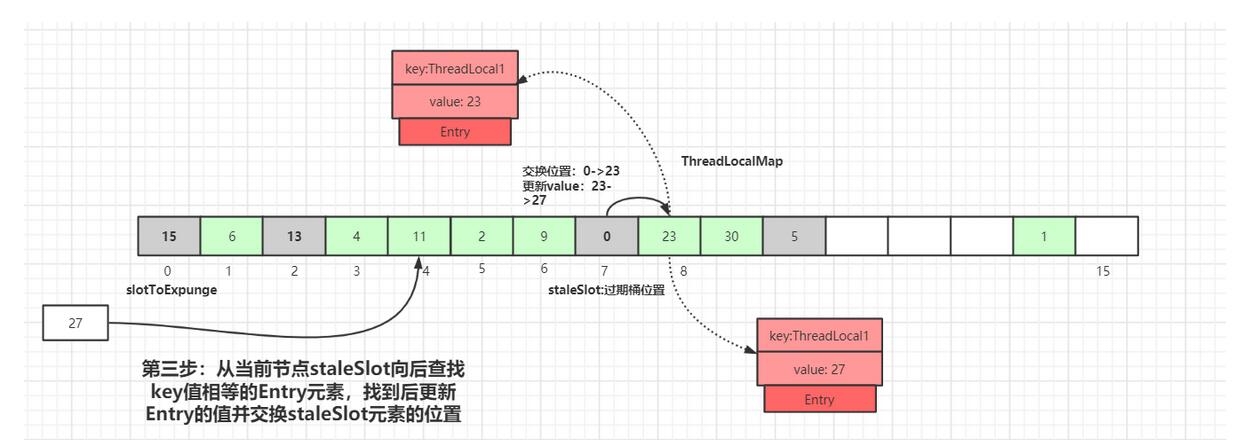 key:ThreadLocal1
value: 23
Entry
交换位置：0->23
更新value：23-
>27
ThreadLocalMap
15 6 13 4 11 2 9 0 23 30 5 1
0 1 2 3 4 5 6 7 8 15
slotToExpunge
staleSlot:过期桶位置
27
key:ThreadLocal1
value: 27
Entry
第三步：从当前节点staleSlot向后查找
key值相等的Entry元素，找到后更新
Entry的值并交换staleSlot元素的位置